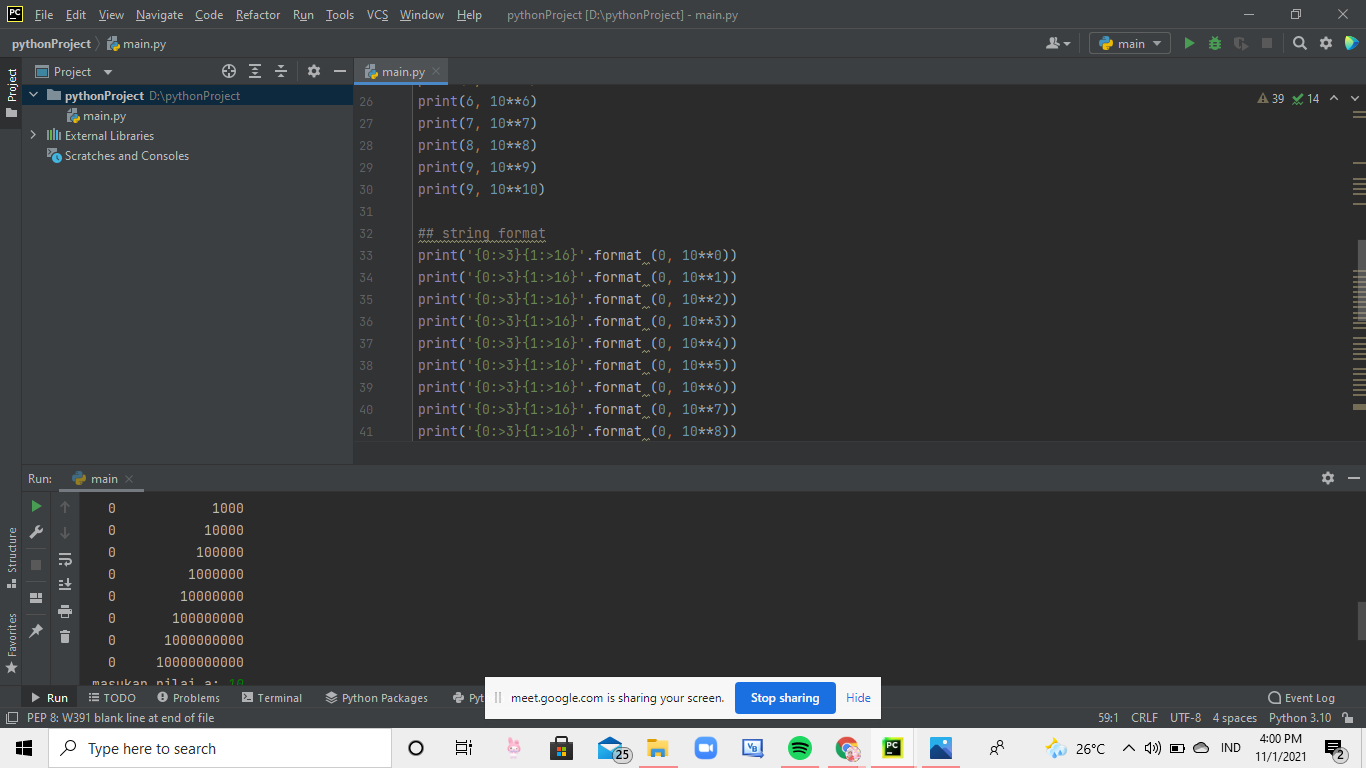 PC File Edit View Navigate Code Refactor Run Tools VCS Window Help pythonProject [D:\pythonProject] - main.py
pythonProject main.py main
Project
Project main.py
pythonProject D:\pythonProject
main.py
External Libraries
Scratches and Consoles
39 14
26 print(6, 10**6)
27 print(7, 10**7)
28 print(8, 10**8)
29 print(9, 10**9)
30 print(9, 10**10)
31
32 ## string format
33 print('{0:>3}{1:>16}'.format (0, 10**0))
34 print('{0:>3}{1:>16}'.format (0, 10**1))
35 print('{0:>3}{1:>16}'.format (0, 10**2))
36 print('{0:>3}{1:>16}'.format (0, 10**3))
37 print('{0:>3}{1:>16}'.format (0, 10**4))
38 print('{0:>3}{1:>16}'.format (0, 10**5))
39 print('{0:>3}{1:>16}'.format (0, 10**6))
40 print('{0:>3}{1:>16}'.format (0, 10**7))
41 print('{0:>3}{1:>16}'.format (0, 10**8))
Run: main
0 1000
0 10000
0 100000
0 1000000
0 10000000
0 100000000
0 1000000000
0 10000000000
masukan nilai a: 10
Structure
Favorites
meet.google.com is sharing your screen. Stop sharing Hide
Run TODO Problems Terminal Python Packages Pyt Event Log
PEP 8: W391 blank line at end of file 59:1 CRLF UTF-8 4 spaces Python 3.10
Type here to search 25 VB PC 26°C IND 4:00 PM
11/1/2021 2